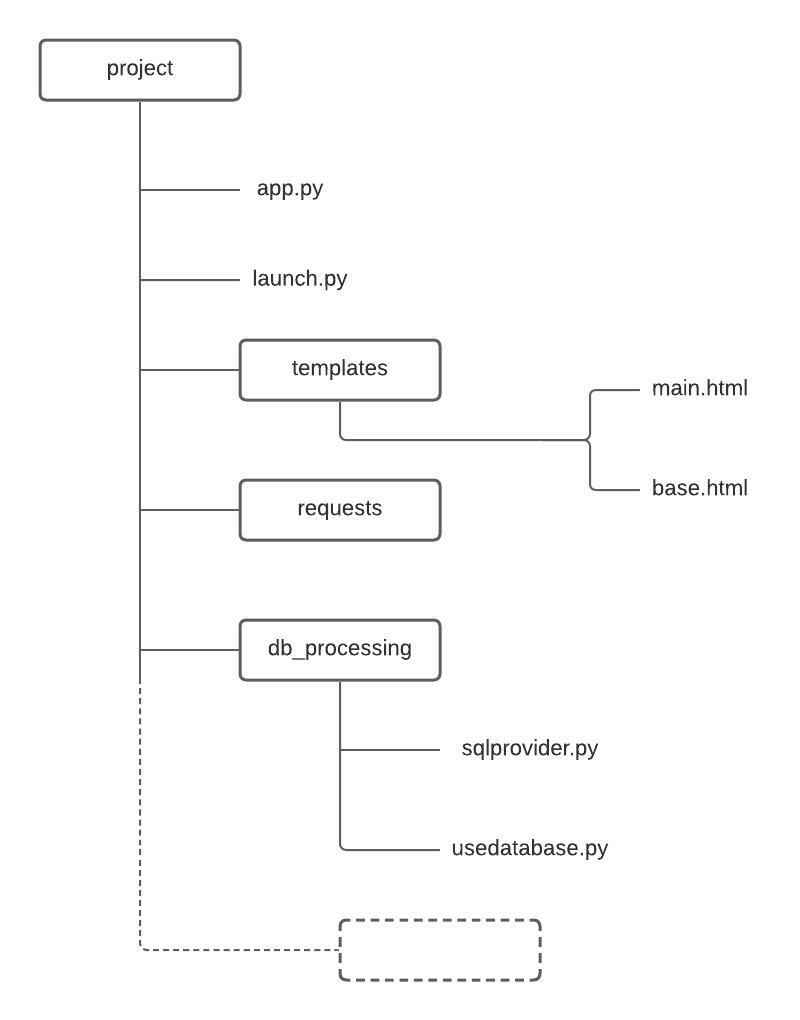 project
app.py
launch.py
templates
main.html
base.html
requests
db_processing
sqlprovider.py
usedatabase.py